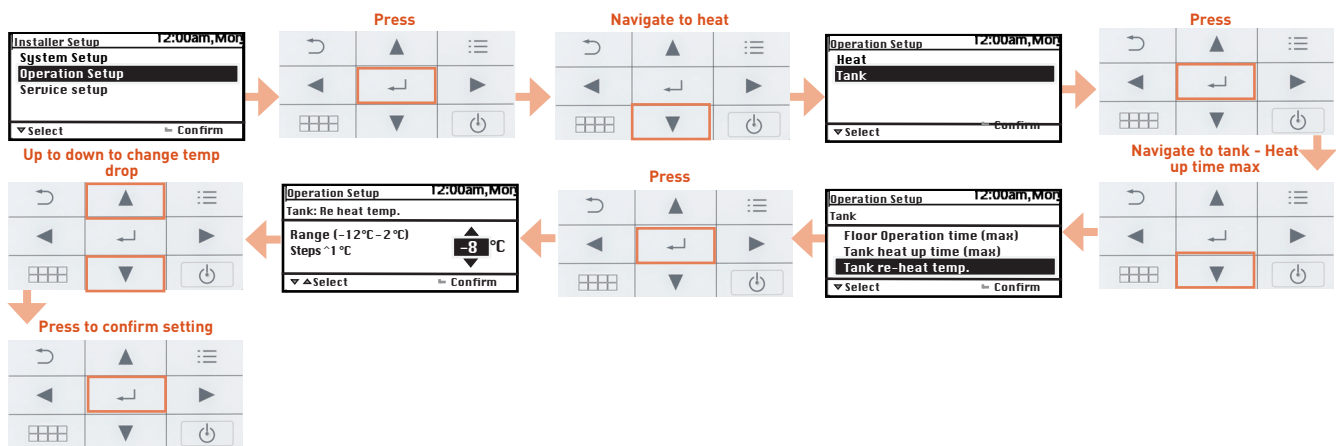 Press
Navigate to heat
Press
Installer Setup 12:00am,Mon
System Setup
Operation Setup
Service setup
Select Confirm
Operation Setup 12:00am,Mon
Heat
Tank
Select Confirm
Navigate to tank - Heat
up time max
Operation Setup 12:00am,Mon
Tank
Floor Operation time (max)
Tank heat up time (max)
Tank re-heat temp.
Select Confirm
Press
Operation Setup 12:00am,Mon
Tank: Re heat temp.
Range (-12°C-2°C)
Steps ^1°C
-8 °C
Select Confirm
Up to down to change temp
drop
Press to confirm setting